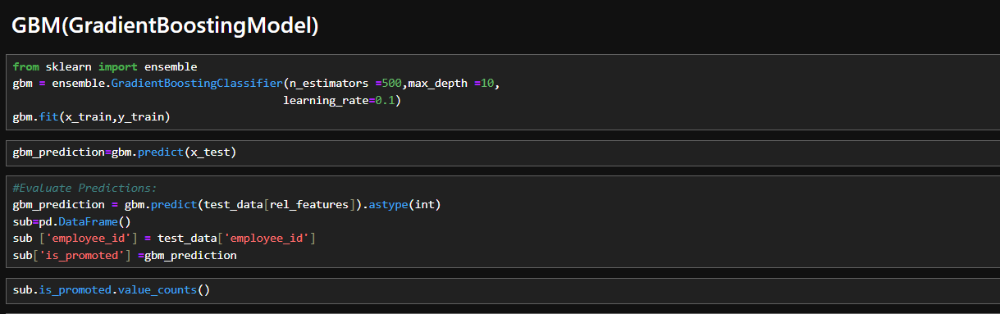 GBM(GradientBoostingModel)
from sklearn import ensemble
gbm = ensemble.GradientBoostingClassifier(n_estimators =500,max_depth =10,
                                         learning_rate=0.1)
gbm.fit(x_train,y_train)
gbm_prediction=gbm.predict(x_test)
#Evaluate Predictions:
gbm_prediction = gbm.predict(test_data[rel_features]).astype(int)
sub=pd.DataFrame()
sub ['employee_id'] = test_data['employee_id']
sub['is_promoted'] =gbm_prediction
sub.is_promoted.value_counts()